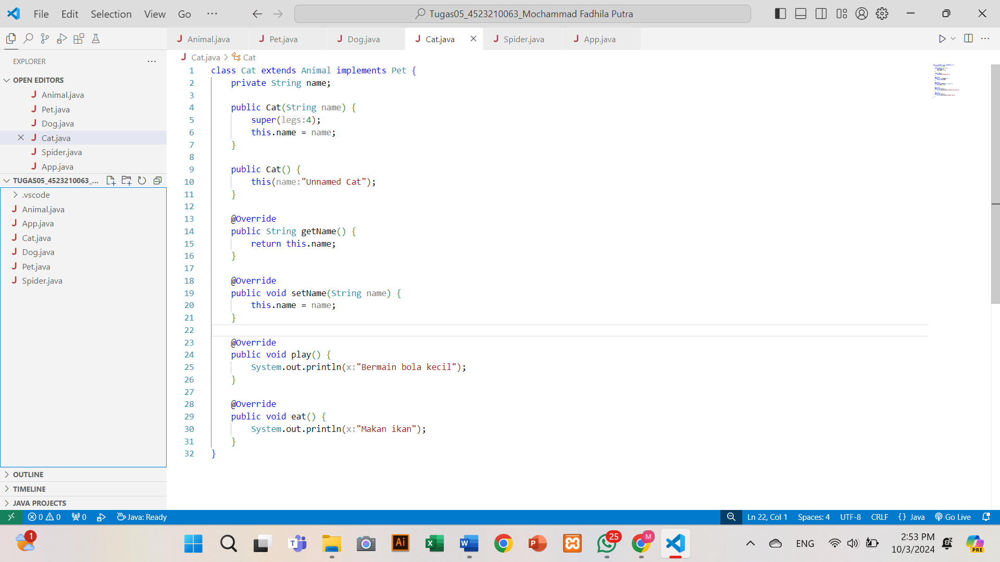 File Edit Selection View Go ··· Tugas05_4523210063_Mochammad Fadhila Putra
Animal.java Pet.java Dog.java Cat.java Spider.java App.java
EXPLORER
OPEN EDITORS
Animal.java
Pet.java
Dog.java
Cat.java
Spider.java
App.java
TUGAS05_4523210063_...
.vscode
Animal.java
App.java
Cat.java
Dog.java
Pet.java
Spider.java
OUTLINE
TIMELINE
JAVA PROJECTS
Cat.java > Cat
1 class Cat extends Animal implements Pet {
2 private String name;
3
4 public Cat(String name) {
5 super(legs:4);
6 this.name = name;
7 }
8
9 public Cat() {
10 this(name:"Unnamed Cat");
11 }
12
13 @Override
14 public String getName() {
15 return this.name;
16 }
17
18 @Override
19 public void setName(String name) {
20 this.name = name;
21 }
22
23 @Override
24 public void play() {
25 System.out.println(x:"Bermain bola kecil");
26 }
27
28 @Override
29 public void eat() {
30 System.out.println(x:"Makan ikan");
31 }
32 }
0 0 0 Java: Ready Ln 22, Col 1 Spaces: 4 UTF-8 CRLF {} Java Go Live
1 T Ai X W P 25 M ENG 2:53 PM PRE
10/3/2024